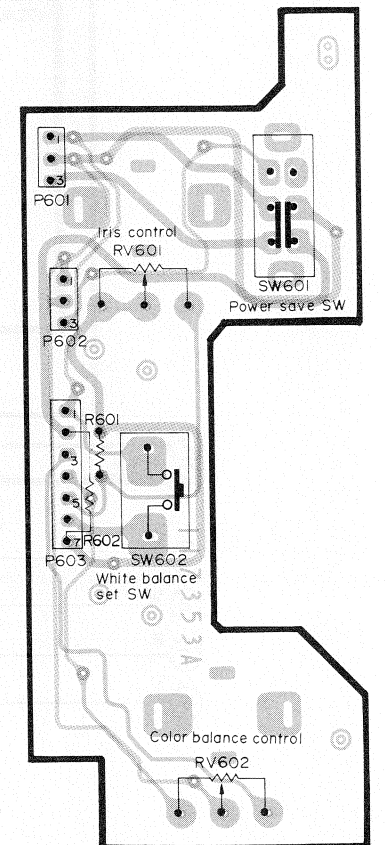 1
3
P601
Iris control
RV601
SW601
Power save SW
1
3
P602
1
R601
3
5
7
R602
P603
SW602
White balance
set SW
353A
Color balance control
RV602